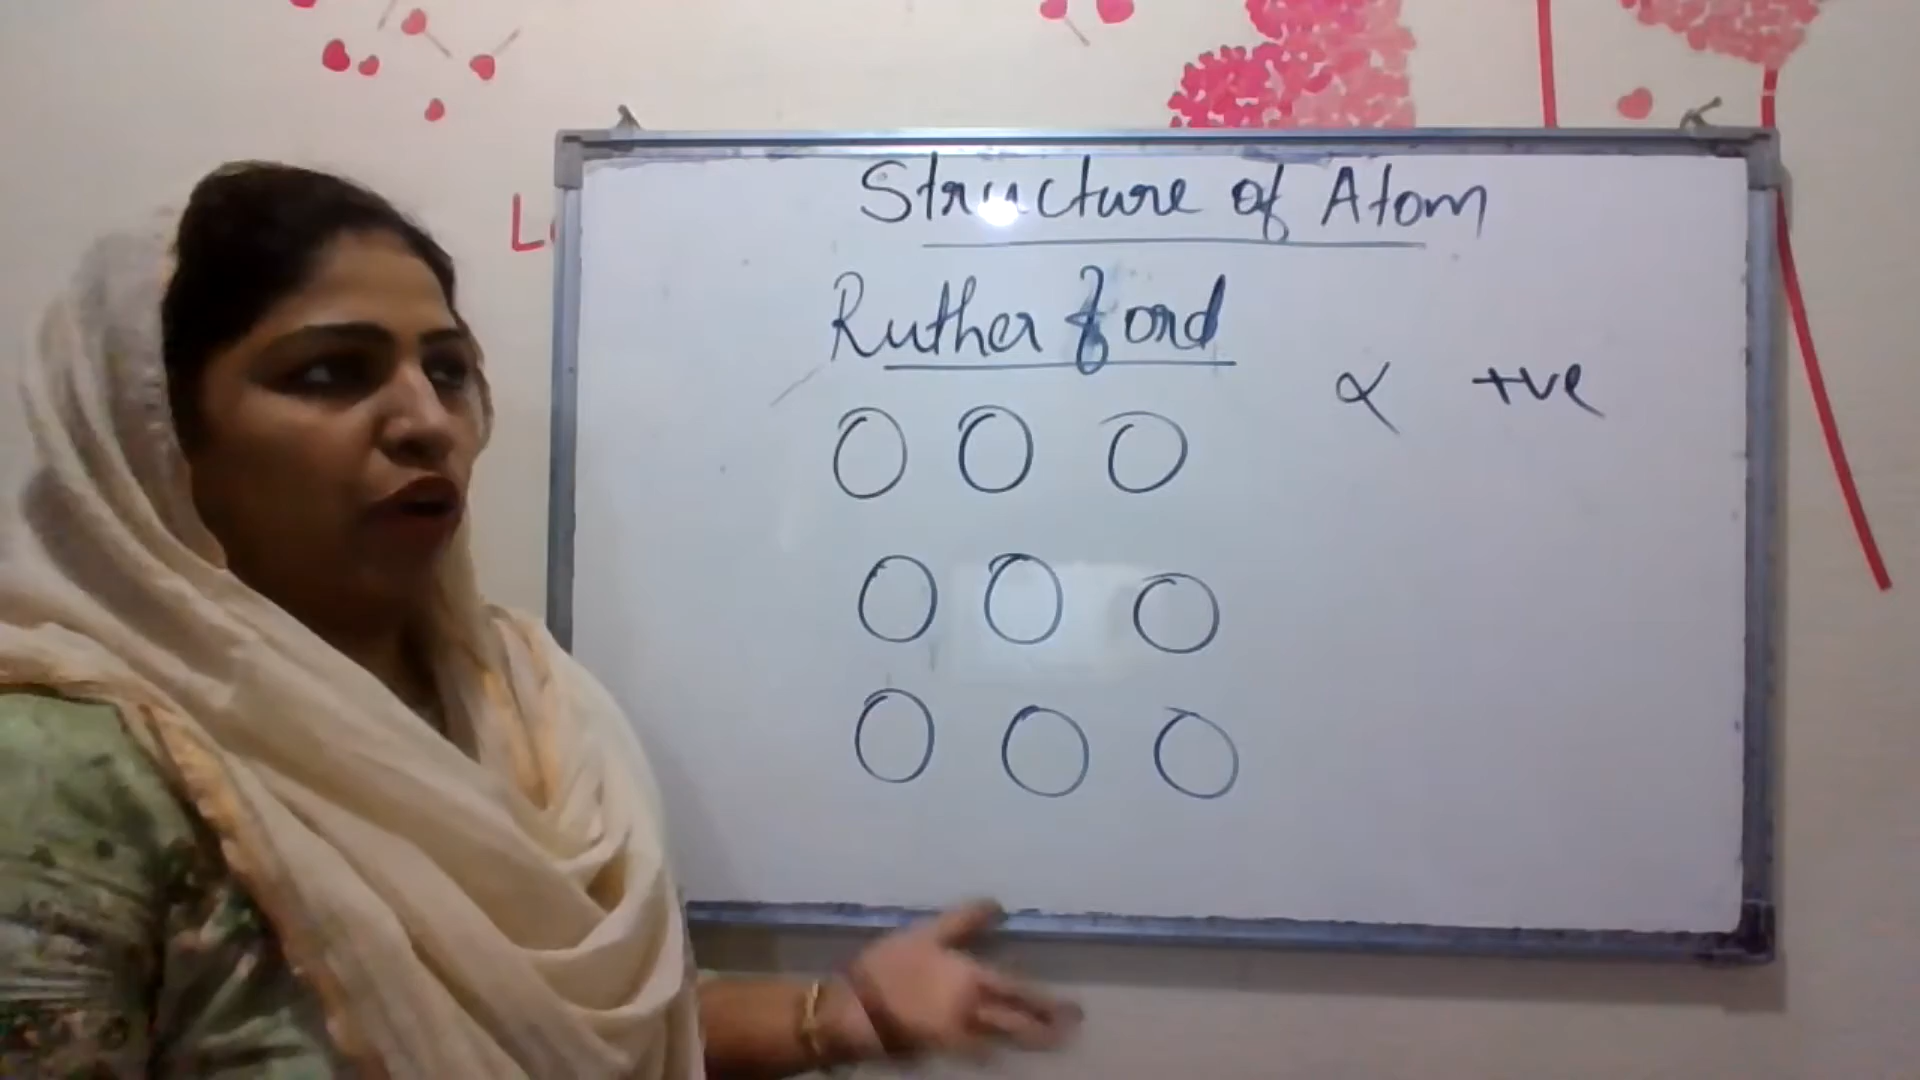 Structure of Atom
Rutherford
α +ve